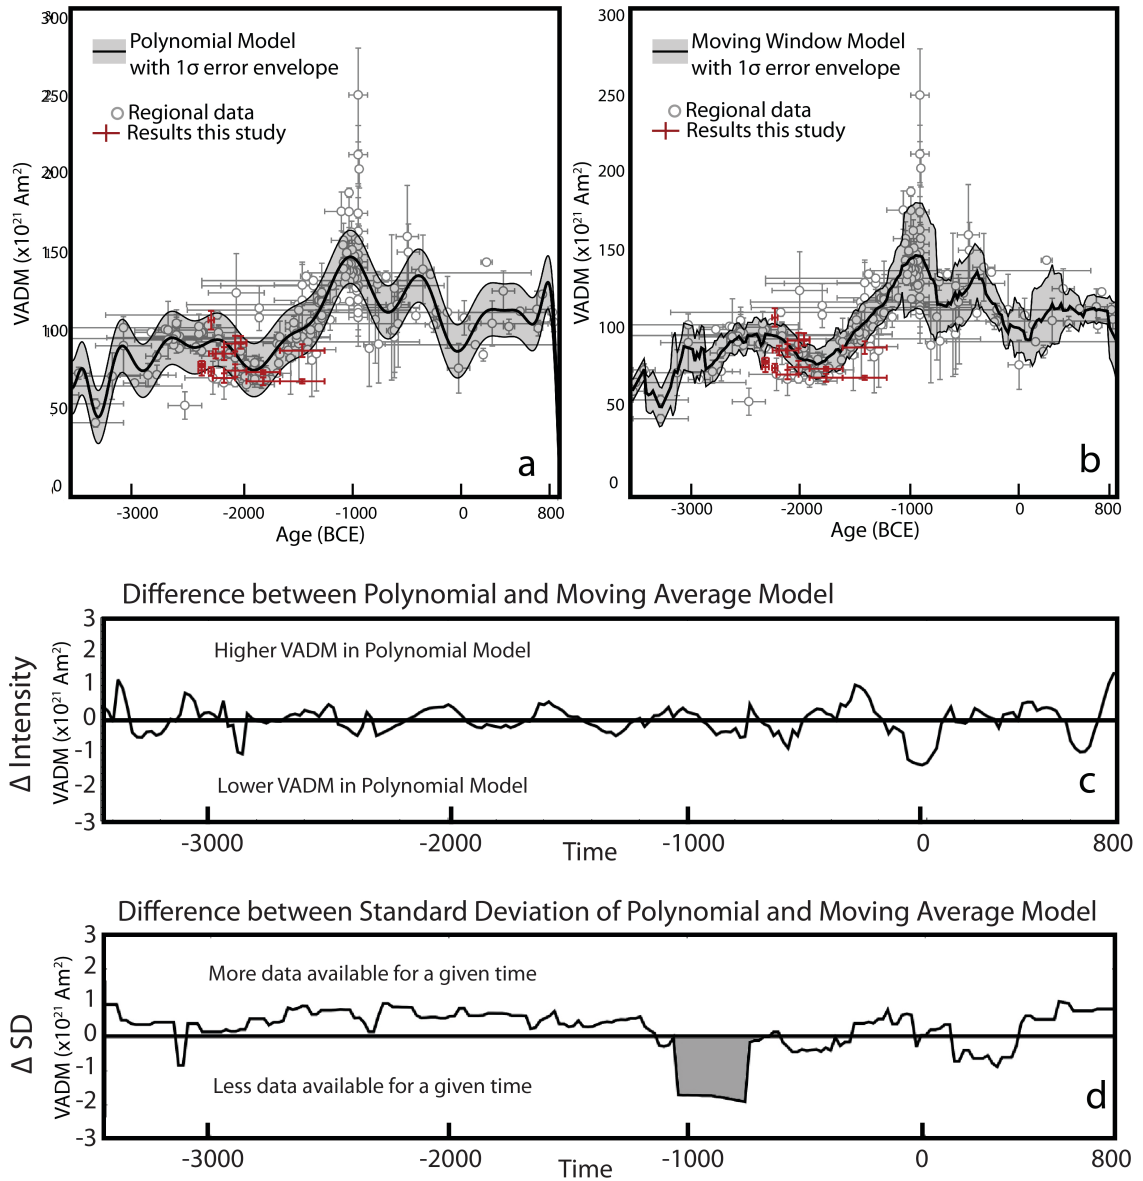 300
250
200
150
100
50
0
VADM (x10²¹ Am²)
Polynomial Model
with 1σ error envelope
Regional data
Results this study
a
-3000 -2000 -1000 0 800
Age (BCE)
300
250
200
150
100
50
0
VADM (x10²¹ Am²)
Moving Window Model
with 1σ error envelope
Regional data
Results this study
b
-3000 -2000 -1000 0 800
Age (BCE)
Difference between Polynomial and Moving Average Model
3
2
1
0
-1
-2
-3
Δ Intensity
VADM (x10²¹ Am²)
Higher VADM in Polynomial Model
Lower VADM in Polynomial Model
c
-3000 -2000 -1000 0 800
Time
Difference between Standard Deviation of Polynomial and Moving Average Model
3
2
1
0
-1
-2
-3
Δ SD
VADM (x10²¹ Am²)
More data available for a given time
Less data available for a given time
d
-3000 -2000 -1000 0 800
Time